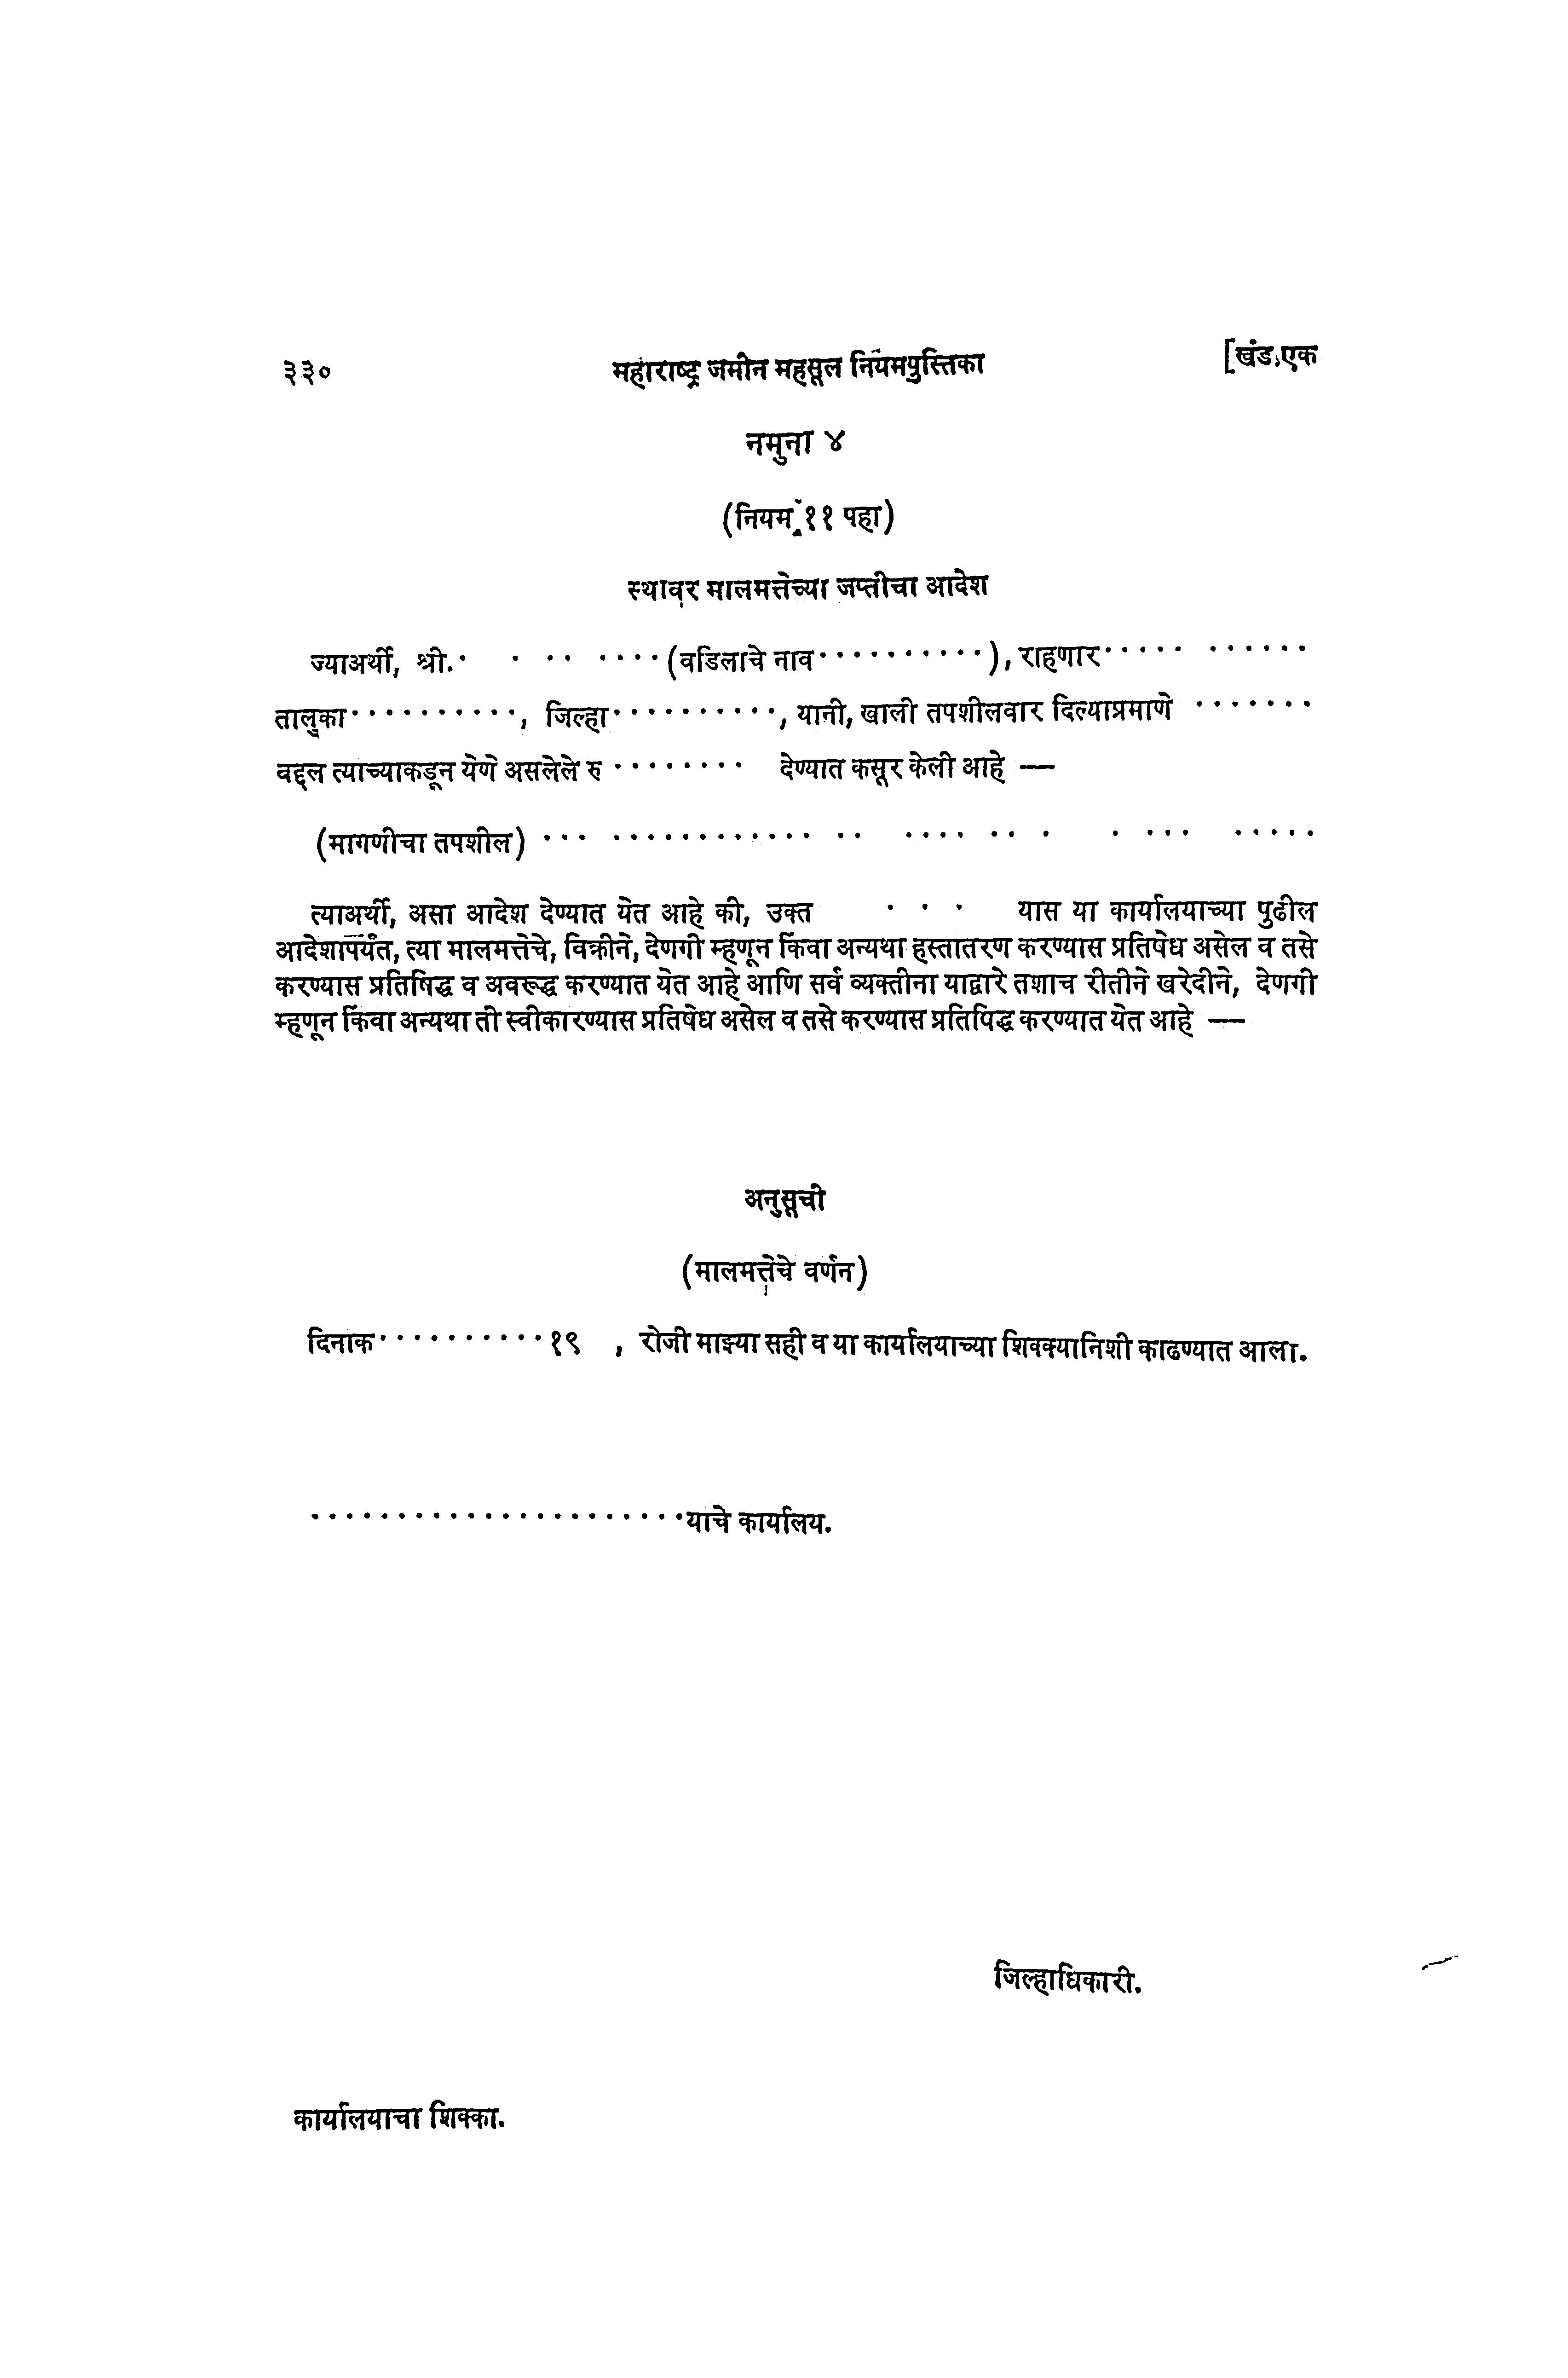 ३३० महाराष्ट्र जमीन महसूल नियमपुस्तिका [खंड एक
नमुना ४
(नियम ११ पहा)
स्थावर मालमत्तेच्या जप्तीचा आदेश
ज्याअर्थी, श्री.. . .. ....(वडिलाचे नाव..........), राहणार..... ......
तालुका.........., जिल्हा.........., यानी, खाली तपशीलवार दिल्याप्रमाणे .......
वद्दल त्याच्याकडून येणे असलेले रु ........ देण्यात कसूर केली आहे —
(मागणीचा तपशील) ... ............ .. .... .. . . ... .....
त्याअर्थी, असा आदेश देण्यात येत आहे की, उक्त . . . यास या कार्यालयाच्या पुढील
आदेशापर्यंत, त्या मालमत्तेचे, विक्रीने, देणगी म्हणून किंवा अन्यथा हस्तातरण करण्यास प्रतिषेध असेल व तसे
करण्यास प्रतिषिद्ध व अवरूद्ध करण्यात येत आहे आणि सर्व व्यक्तीना याद्वारे तशाच रीतीने खरेदीने, देणगी
म्हणून किंवा अन्यथा ती स्वीकारण्यास प्रतिषेध असेल व तसे करण्यास प्रतिपिद्ध करण्यात येत आहे —
अनुसूची
(मालमत्तेचे वर्णन)
दिनाक..........१९ , रोजी माझ्या सही व या कार्यालयाच्या शिक्क्यानिशी काढण्यात आला.
......................याचे कार्यालय.
जिल्हाधिकारी.
कार्यालयाचा शिक्का.